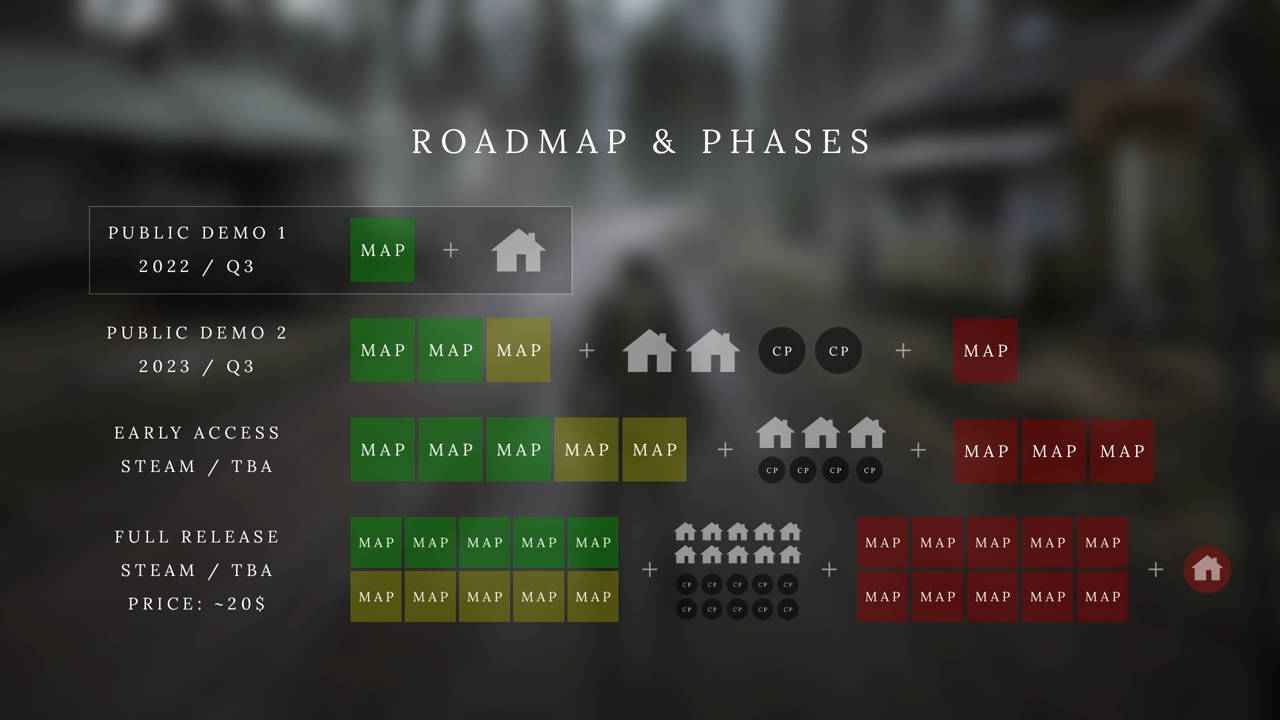 ROADMAP & PHASES
PUBLIC DEMO 1
2022 / Q3
MAP +
PUBLIC DEMO 2
2023 / Q3
MAP MAP MAP + CP CP + MAP
EARLY ACCESS
STEAM / TBA
MAP MAP MAP MAP MAP + + MAP MAP MAP
CP CP CP CP
FULL RELEASE
STEAM / TBA
PRICE: ~20$
MAP MAP MAP MAP MAP
MAP MAP MAP MAP MAP
+
CP CP CP CP CP
CP CP CP CP CP
+
MAP MAP MAP MAP MAP
MAP MAP MAP MAP MAP
+